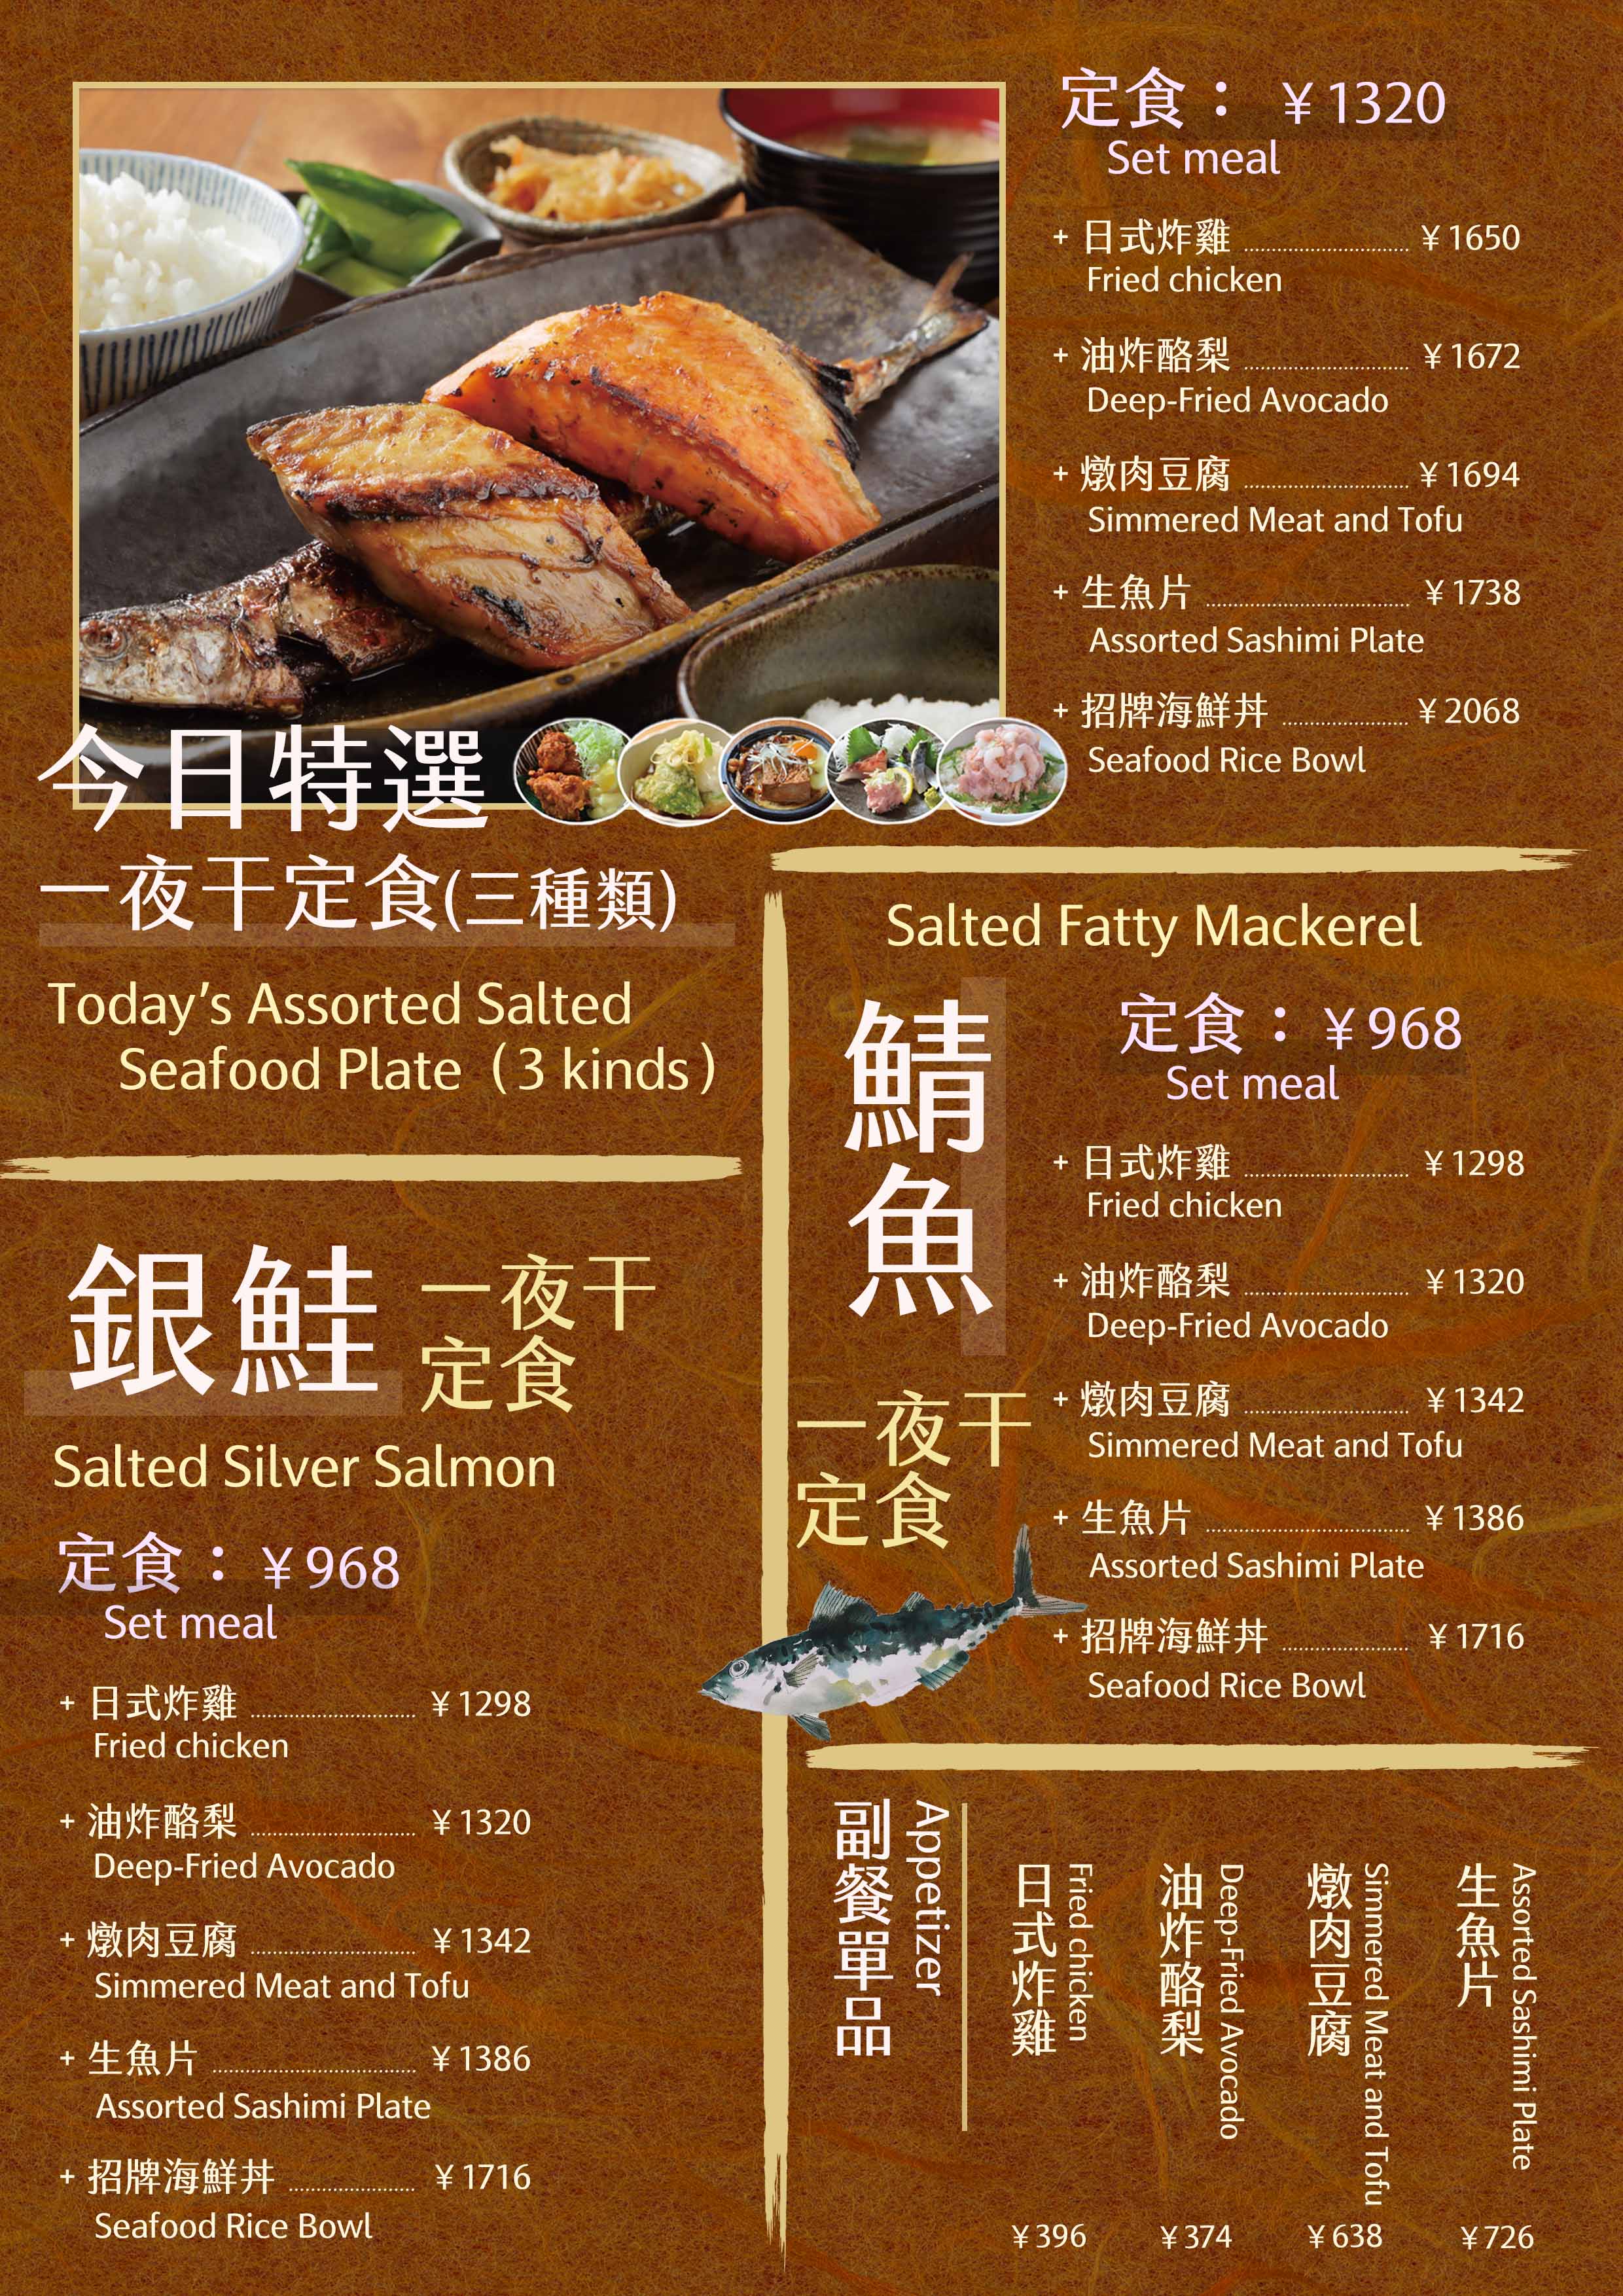 定食： ￥1320
Set meal
+ 日式炸雞 ￥1650
Fried chicken
+ 油炸酪梨 ￥1672
Deep-Fried Avocado
+ 燉肉豆腐 ￥1694
Simmered Meat and Tofu
+ 生魚片 ￥1738
Assorted Sashimi Plate
+ 招牌海鮮丼 ￥2068
Seafood Rice Bowl
今日特選
一夜干定食(三種類)
Today's Assorted Salted
Seafood Plate（3 kinds）
銀鮭
一夜干
定食
Salted Silver Salmon
定食：￥968
Set meal
+ 日式炸雞 ￥1298
Fried chicken
+ 油炸酪梨 ￥1320
Deep-Fried Avocado
+ 燉肉豆腐 ￥1342
Simmered Meat and Tofu
+ 生魚片 ￥1386
Assorted Sashimi Plate
+ 招牌海鮮丼 ￥1716
Seafood Rice Bowl
Salted Fatty Mackerel
鯖魚
一夜干
定食
定食：￥968
Set meal
+ 日式炸雞 ￥1298
Fried chicken
+ 油炸酪梨 ￥1320
Deep-Fried Avocado
+ 燉肉豆腐 ￥1342
Simmered Meat and Tofu
+ 生魚片 ￥1386
Assorted Sashimi Plate
+ 招牌海鮮丼 ￥1716
Seafood Rice Bowl
副餐單品
Appetizer
日式炸雞
Fried chicken
￥396
油炸酪梨
Deep-Fried Avocado
￥374
燉肉豆腐
Simmered Meat and Tofu
￥638
生魚片
Assorted Sashimi Plate
￥726